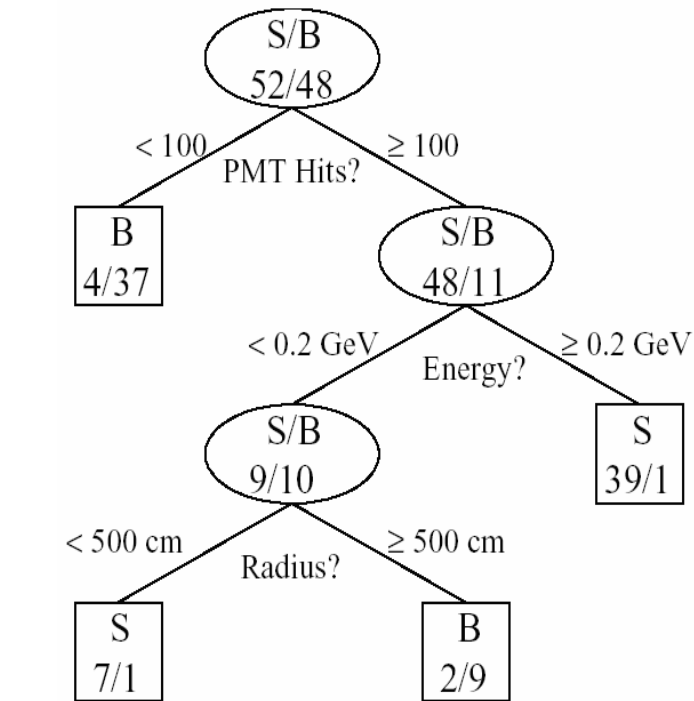 S/B
52/48
< 100
≥ 100
PMT Hits?
B
4/37
S/B
48/11
< 0.2 GeV
≥ 0.2 GeV
Energy?
S/B
9/10
S
39/1
< 500 cm
≥ 500 cm
Radius?
S
7/1
B
2/9